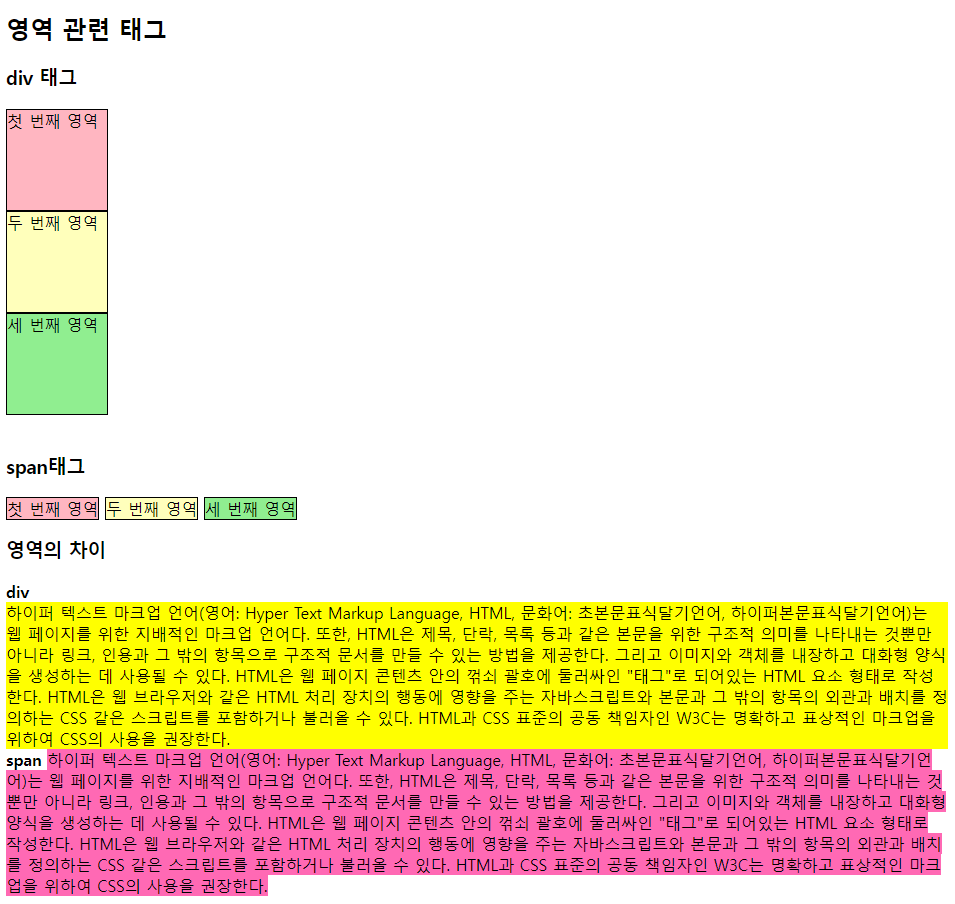 영역 관련 태그
div 태그
첫 번째 영역
두 번째 영역
세 번째 영역
span태그
첫 번째 영역 두 번째 영역 세 번째 영역
영역의 차이
div
하이퍼 텍스트 마크업 언어(영어: Hyper Text Markup Language, HTML, 문화어: 초본문표식달기언어, 하이퍼본문표식달기언어)는
웹 페이지를 위한 지배적인 마크업 언어다. 또한, HTML은 제목, 단락, 목록 등과 같은 본문을 위한 구조적 의미를 나타내는 것뿐만
아니라 링크, 인용과 그 밖의 항목으로 구조적 문서를 만들 수 있는 방법을 제공한다. 그리고 이미지와 객체를 내장하고 대화형 양식
을 생성하는 데 사용될 수 있다. HTML은 웹 페이지 콘텐츠 안의 꺾쇠 괄호에 둘러싸인 "태그"로 되어있는 HTML 요소 형태로 작성
한다. HTML은 웹 브라우저와 같은 HTML 처리 장치의 행동에 영향을 주는 자바스크립트와 본문과 그 밖의 항목의 외관과 배치를 정
의하는 CSS 같은 스크립트를 포함하거나 불러올 수 있다. HTML과 CSS 표준의 공동 책임자인 W3C는 명확하고 표상적인 마크업을
위하여 CSS의 사용을 권장한다.
span 하이퍼 텍스트 마크업 언어(영어: Hyper Text Markup Language, HTML, 문화어: 초본문표식달기언어, 하이퍼본문표식달기언
어)는 웹 페이지를 위한 지배적인 마크업 언어다. 또한, HTML은 제목, 단락, 목록 등과 같은 본문을 위한 구조적 의미를 나타내는 것
뿐만 아니라 링크, 인용과 그 밖의 항목으로 구조적 문서를 만들 수 있는 방법을 제공한다. 그리고 이미지와 객체를 내장하고 대화형
양식을 생성하는 데 사용될 수 있다. HTML은 웹 페이지 콘텐츠 안의 꺾쇠 괄호에 둘러싸인 "태그"로 되어있는 HTML 요소 형태로
작성한다. HTML은 웹 브라우저와 같은 HTML 처리 장치의 행동에 영향을 주는 자바스크립트와 본문과 그 밖의 항목의 외관과 배치
를 정의하는 CSS 같은 스크립트를 포함하거나 불러올 수 있다. HTML과 CSS 표준의 공동 책임자인 W3C는 명확하고 표상적인 마크
업을 위하여 CSS의 사용을 권장한다.